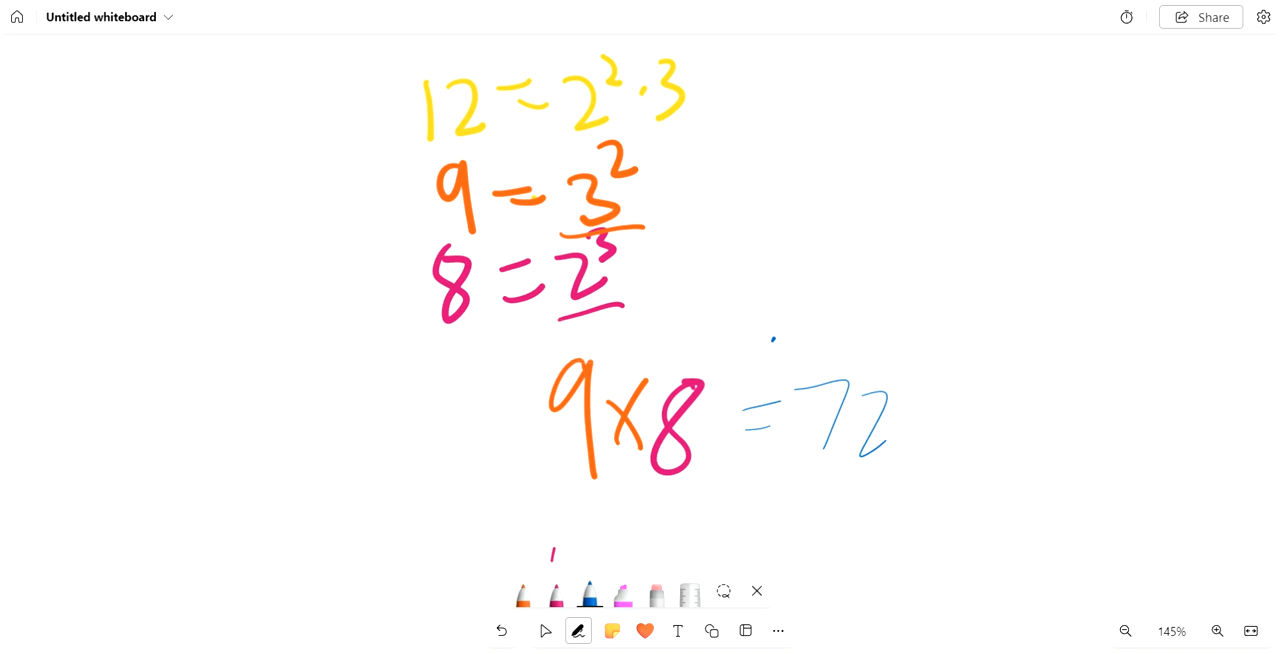 Untitled whiteboard
Share
12 = 2² · 3
9 = 3²
8 = 2³
9 x 8 = 72
145%